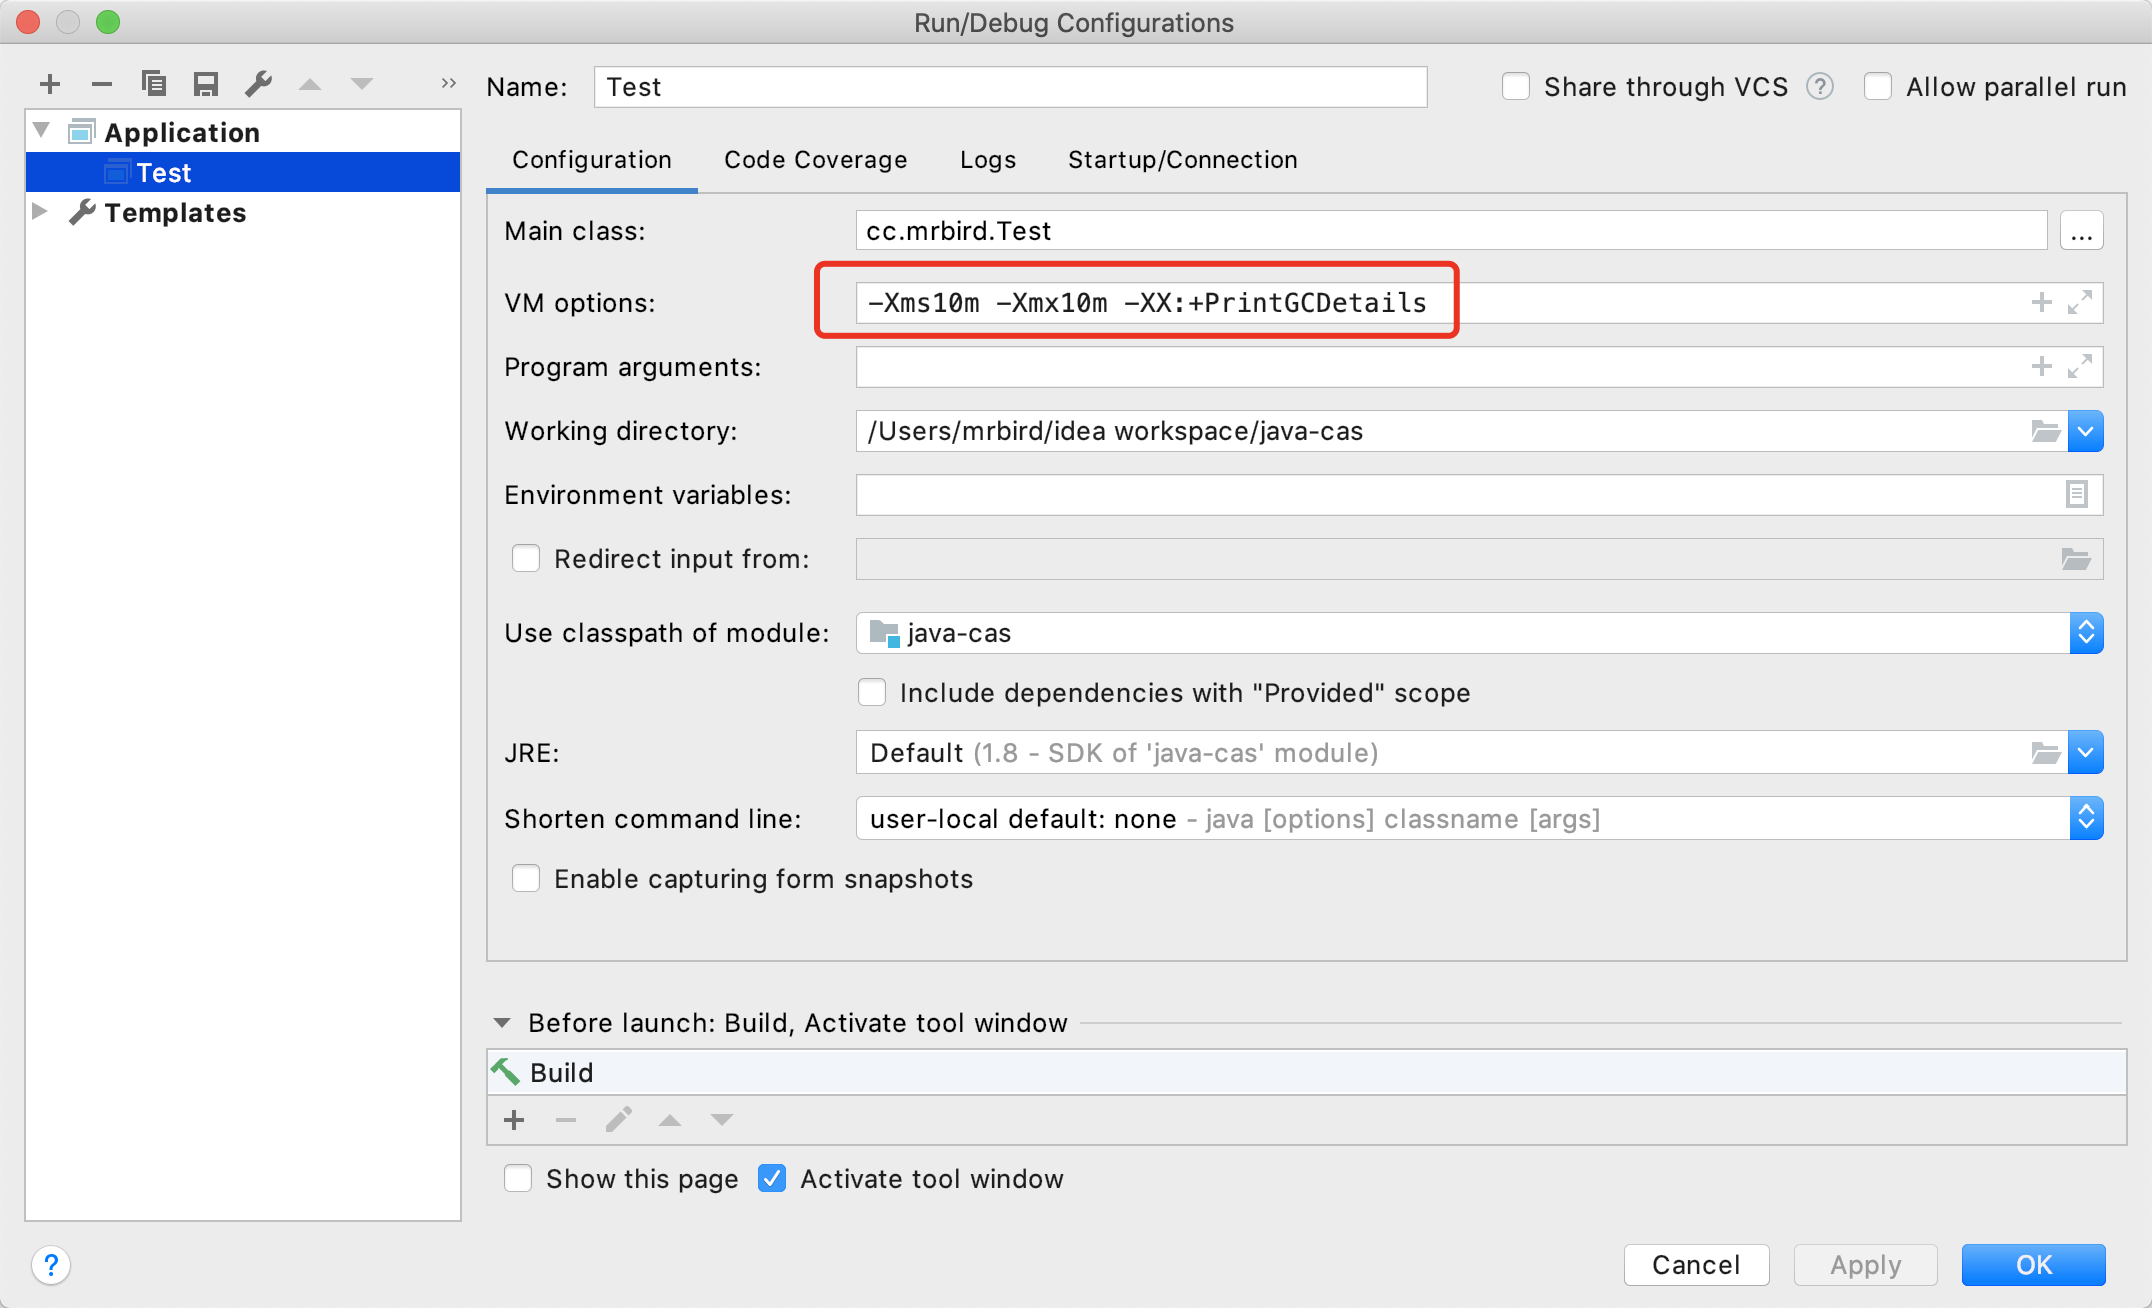 Run/Debug Configurations
Name: Test Share through VCS ? Allow parallel run
Application
Test
Templates
Configuration Code Coverage Logs Startup/Connection
Main class: cc.mrbird.Test ...
VM options: -Xms10m -Xmx10m -XX:+PrintGCDetails
Program arguments:
Working directory: /Users/mrbird/idea workspace/java-cas
Environment variables:
Redirect input from:
Use classpath of module: java-cas
Include dependencies with "Provided" scope
JRE: Default (1.8 - SDK of 'java-cas' module)
Shorten command line: user-local default: none - java [options] classname [args]
Enable capturing form snapshots
Before launch: Build, Activate tool window
Build
Show this page Activate tool window
? Cancel Apply OK